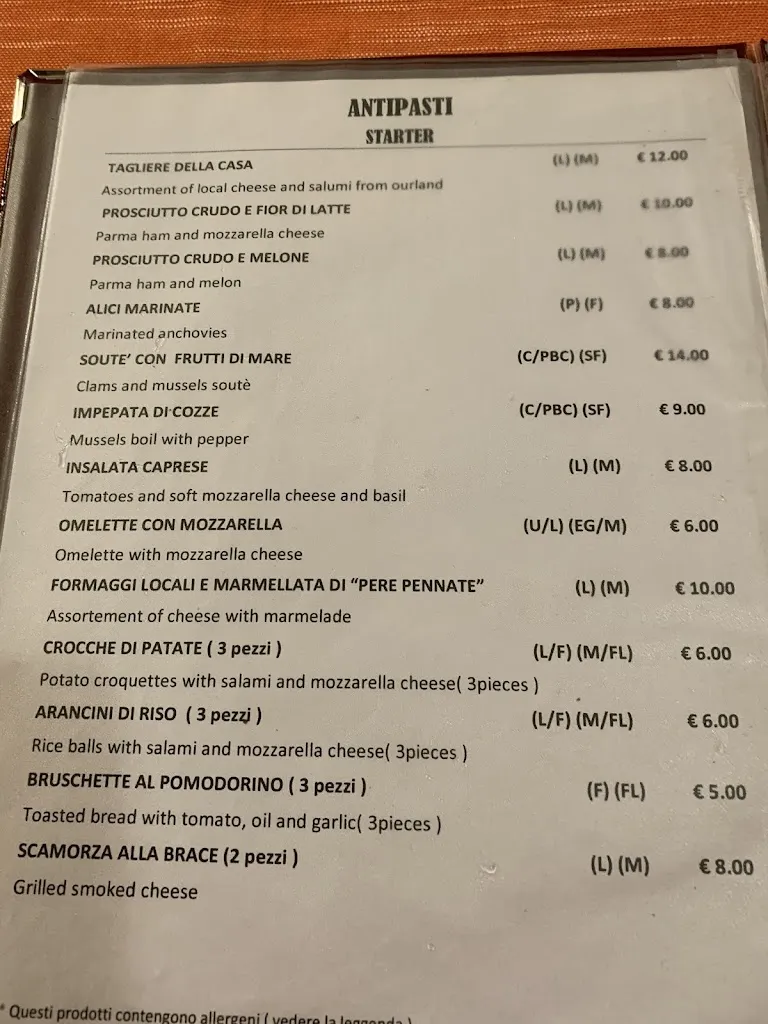 ANTIPASTI
STARTER
TAGLIERE DELLA CASA (L) (M) € 12.00
Assortment of local cheese and salumi from ourland
PROSCIUTTO CRUDO E FIOR DI LATTE (L) (M) € 10.00
Parma ham and mozzarella cheese
PROSCIUTTO CRUDO E MELONE (L) (M) € 8.00
Parma ham and melon
ALICI MARINATE (P) (F) € 8.00
Marinated anchovies
SOUTE’ CON FRUTTI DI MARE (C/PBC) (SF) € 14.00
Clams and mussels soutè
IMPEPATA DI COZZE (C/PBC) (SF) € 9.00
Mussels boil with pepper
INSALATA CAPRESE (L) (M) € 8.00
Tomatoes and soft mozzarella cheese and basil
OMELETTE CON MOZZARELLA (U/L) (EG/M) € 6.00
Omelette with mozzarella cheese
FORMAGGI LOCALI E MARMELLATA DI “PERE PENNATE” (L) (M) € 10.00
Assortement of cheese with marmelade
CROCCHE DI PATATE ( 3 pezzi ) (L/F) (M/FL) € 6.00
Potato croquettes with salami and mozzarella cheese( 3pieces )
ARANCINI DI RISO ( 3 pezzi ) (L/F) (M/FL) € 6.00
Rice balls with salami and mozzarella cheese( 3pieces )
BRUSCHETTE AL POMODORINO ( 3 pezzi ) (F) (FL) € 5.00
Toasted bread with tomato, oil and garlic( 3pieces )
SCAMORZA ALLA BRACE (2 pezzi ) (L) (M) € 8.00
Grilled smoked cheese
* Questi prodotti contengono allergeni ( vedere la leggenda )